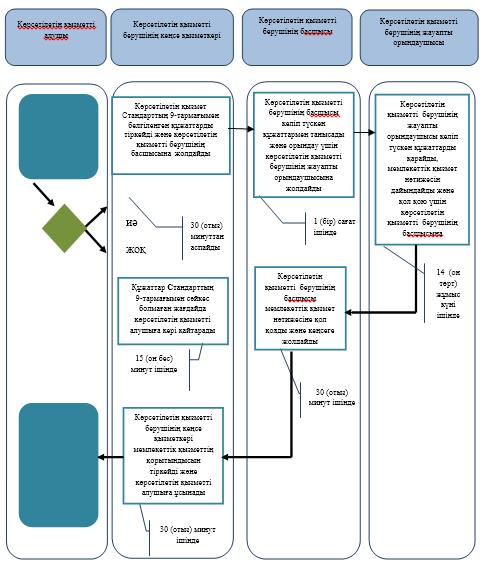 Көрсетілетін қызметті
алушы
Көрсетілетін қызметті
берушінің кеңсе қызметкері
Көрсетілетін қызметті
берушінің басшысы
Көрсетілетін қызметті
берушінің жауапты
орындаушысы
Көрсетілетін қызмет
Стандарттың 9-тармағымен
белгіленген құжаттарды
тіркейді және көрсетілетін
қызметті берушінің
басшысына жолдайды
Көрсетілетін қызметті
берушінің басшысы
келіп түскен
құжаттармен танысады
және орындау үшін
көрсетілетін қызметті
берушінің жауапты
орындаушысына
жолдайды
Көрсетілетін
қызметті берушінің
жауапты
орындаушысы келіп
түскен құжаттарды
қарайды,
мемлекеттік қызмет
нәтижесін
дайындайды және
қол қою үшін
көрсетілетін
қызметті берушінің
басшысына
ИӘ
ЖОҚ
30 (отыз)
минуттан
аспайды
1 (бір) сағат
ішінде
14 (он
төрт)
жұмыс
күні
ішінде
Құжаттар Стандарттың
9-тармағымен сәйкес
болмаған жағдайда
көрсетілетін қызметті
алушыға кері қайтарады
15 (он бес)
минут ішінде
Көрсетілетін
қызметті берушінің
басшысы
мемлекеттік қызмет
нәтижесіне қол
қояды және кеңсеге
жолдайды
30 (отыз)
минут ішінде
Көрсетілетін қызметті
берушінің кеңсе
қызметкері
мемлекеттік қызметтің
қорытындысын
тіркейді және
көрсетілетін қызметті
алушыға ұсынады
30 (отыз) минут
ішінде